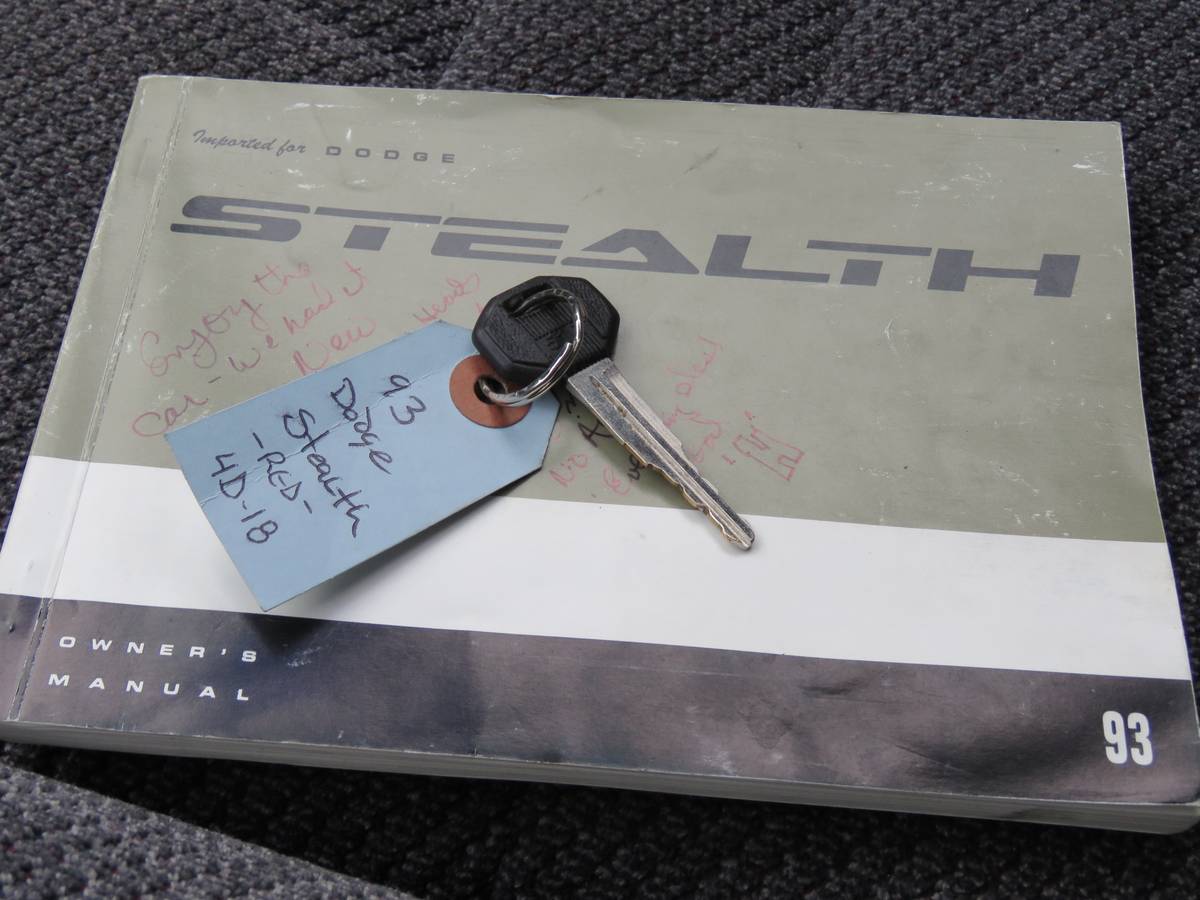 Imported for DODGE
STEALTH
Enjoy the
car - we had it
New Head
93
Dodge
Stealth
-RED-
4D-18
OWNER'S
MANUAL
93